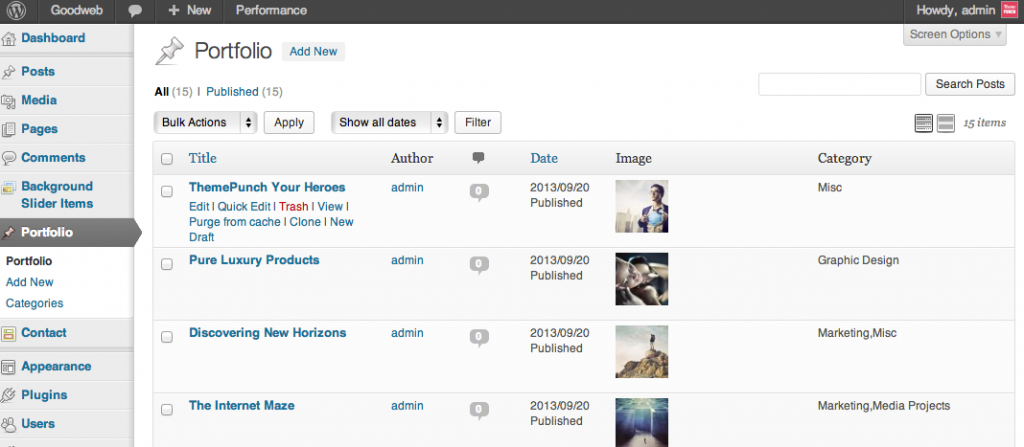 Goodweb + New Performance Howdy, admin
Dashboard
Posts
Media
Pages
Comments
Background
Slider Items
Portfolio
Portfolio
Add New
Categories
Contact
Appearance
Plugins
Users
Screen Options
Portfolio Add New
All (15) | Published (15)
Search Posts
Bulk Actions Apply Show all dates Filter 15 items
Title Author Date Image Category
ThemePunch Your Heroes admin 0 2013/09/20 Misc
Edit | Quick Edit | Trash | View | Published
Purge from cache | Clone | New
Draft
Pure Luxury Products admin 0 2013/09/20 Graphic Design
Published
Discovering New Horizons admin 0 2013/09/20 Marketing,Misc
Published
The Internet Maze admin 0 2013/09/20 Marketing,Media Projects
Published